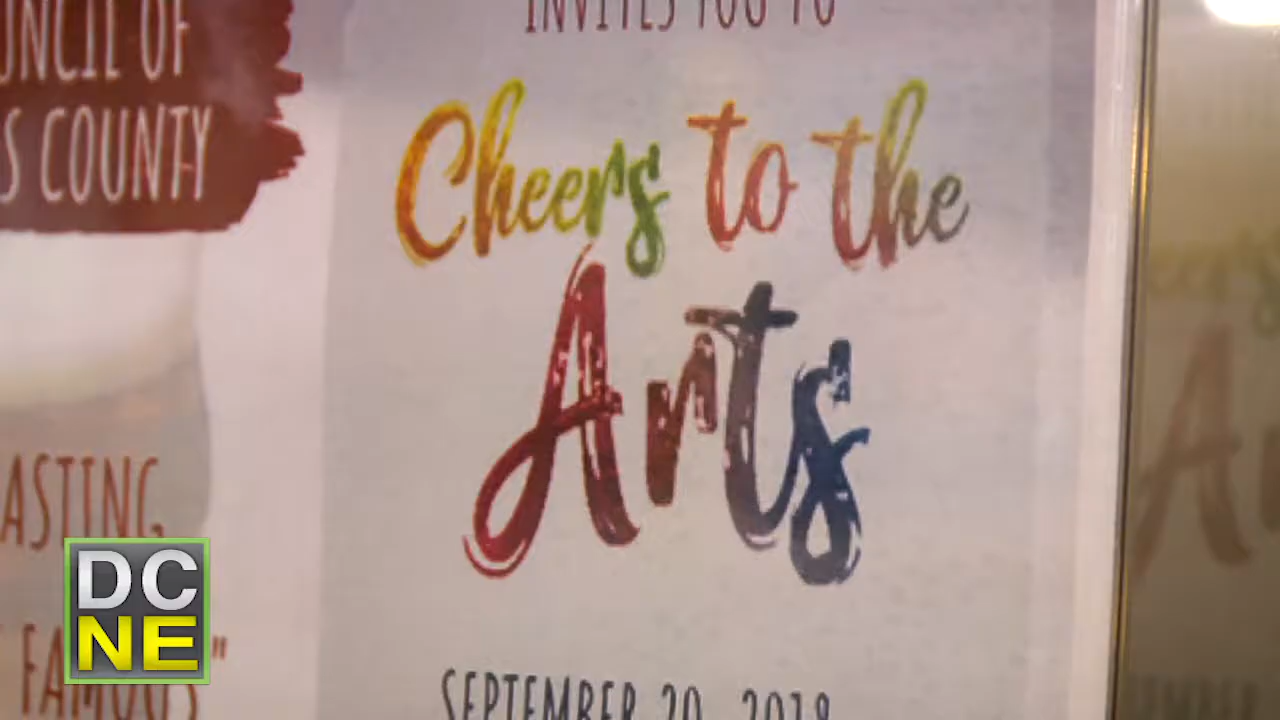 UNCIL OF
S COUNTY
INVITES YOU TO
Cheers to the
Arts
ASTING
DC
NE
FAMOUS"
SEPTEMBER 20, 2018